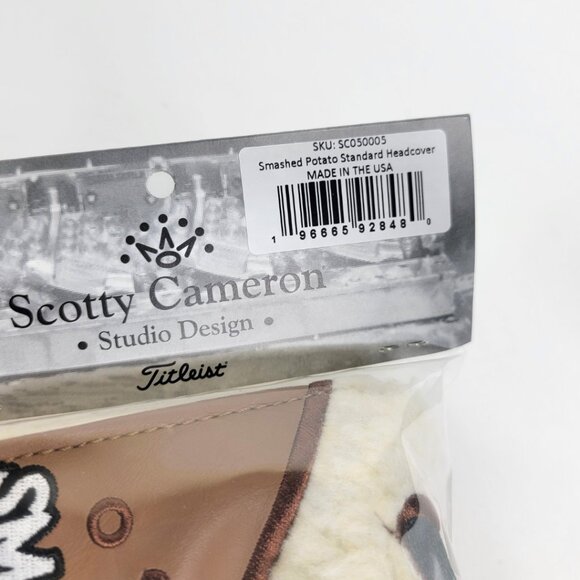 SKU: SC050005
Smashed Potato Standard Headcover
MADE IN THE USA
1 96665 92848 0
Scotty Cameron
• Studio Design •
Titleist